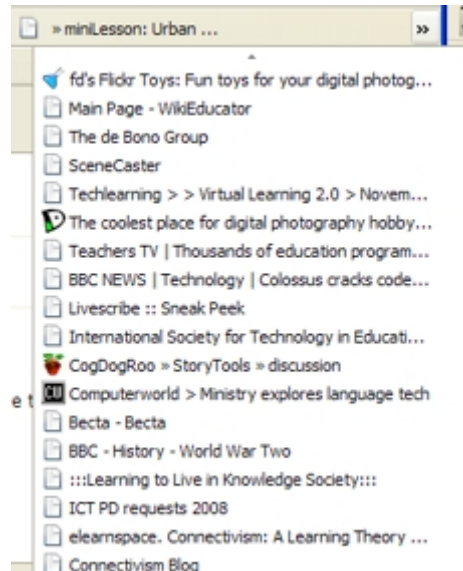 » miniLesson: Urban ... »
fd's Flickr Toys: Fun toys for your digital photog...
Main Page - WikiEducator
The de Bono Group
SceneCaster
Techlearning > > Virtual Learning 2.0 > Novem...
The coolest place for digital photography hobby...
Teachers TV | Thousands of education program...
BBC NEWS | Technology | Colossus cracks code...
Livescribe :: Sneak Peek
International Society for Technology in Educati...
CogDogRoo » StoryTools » discussion
e t
Computerworld > Ministry explores language tech
Becta - Becta
BBC - History - World War Two
:::Learning to Live in Knowledge Society:::
ICT PD requests 2008
elearnspace. Connectivism: A Learning Theory ...
Connectivism Blog